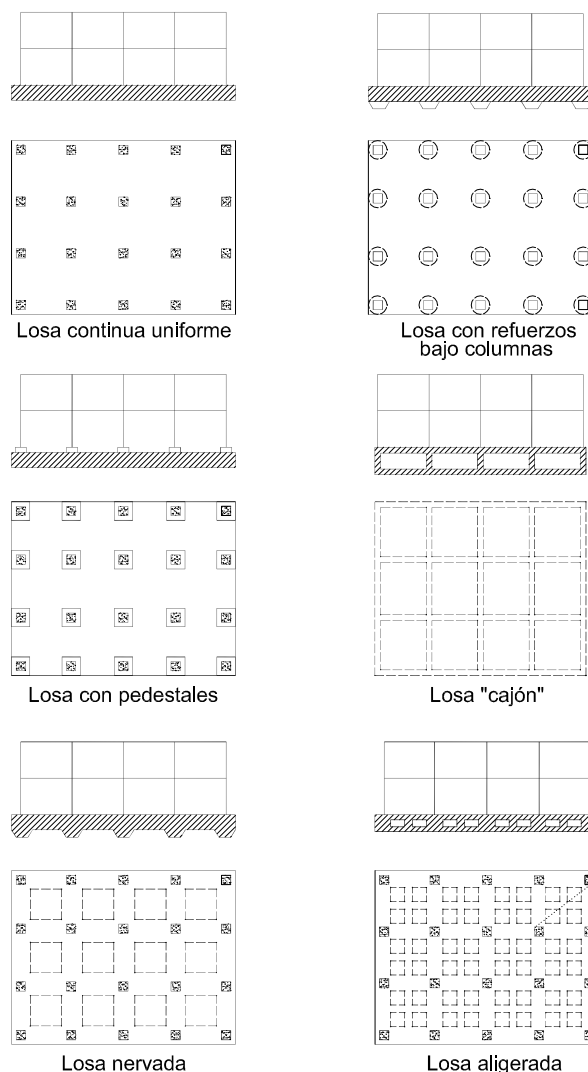 Losa continua uniforme
Losa con refuerzos
bajo columnas
Losa con pedestales
Losa "cajón"
Losa nervada
Losa aligerada